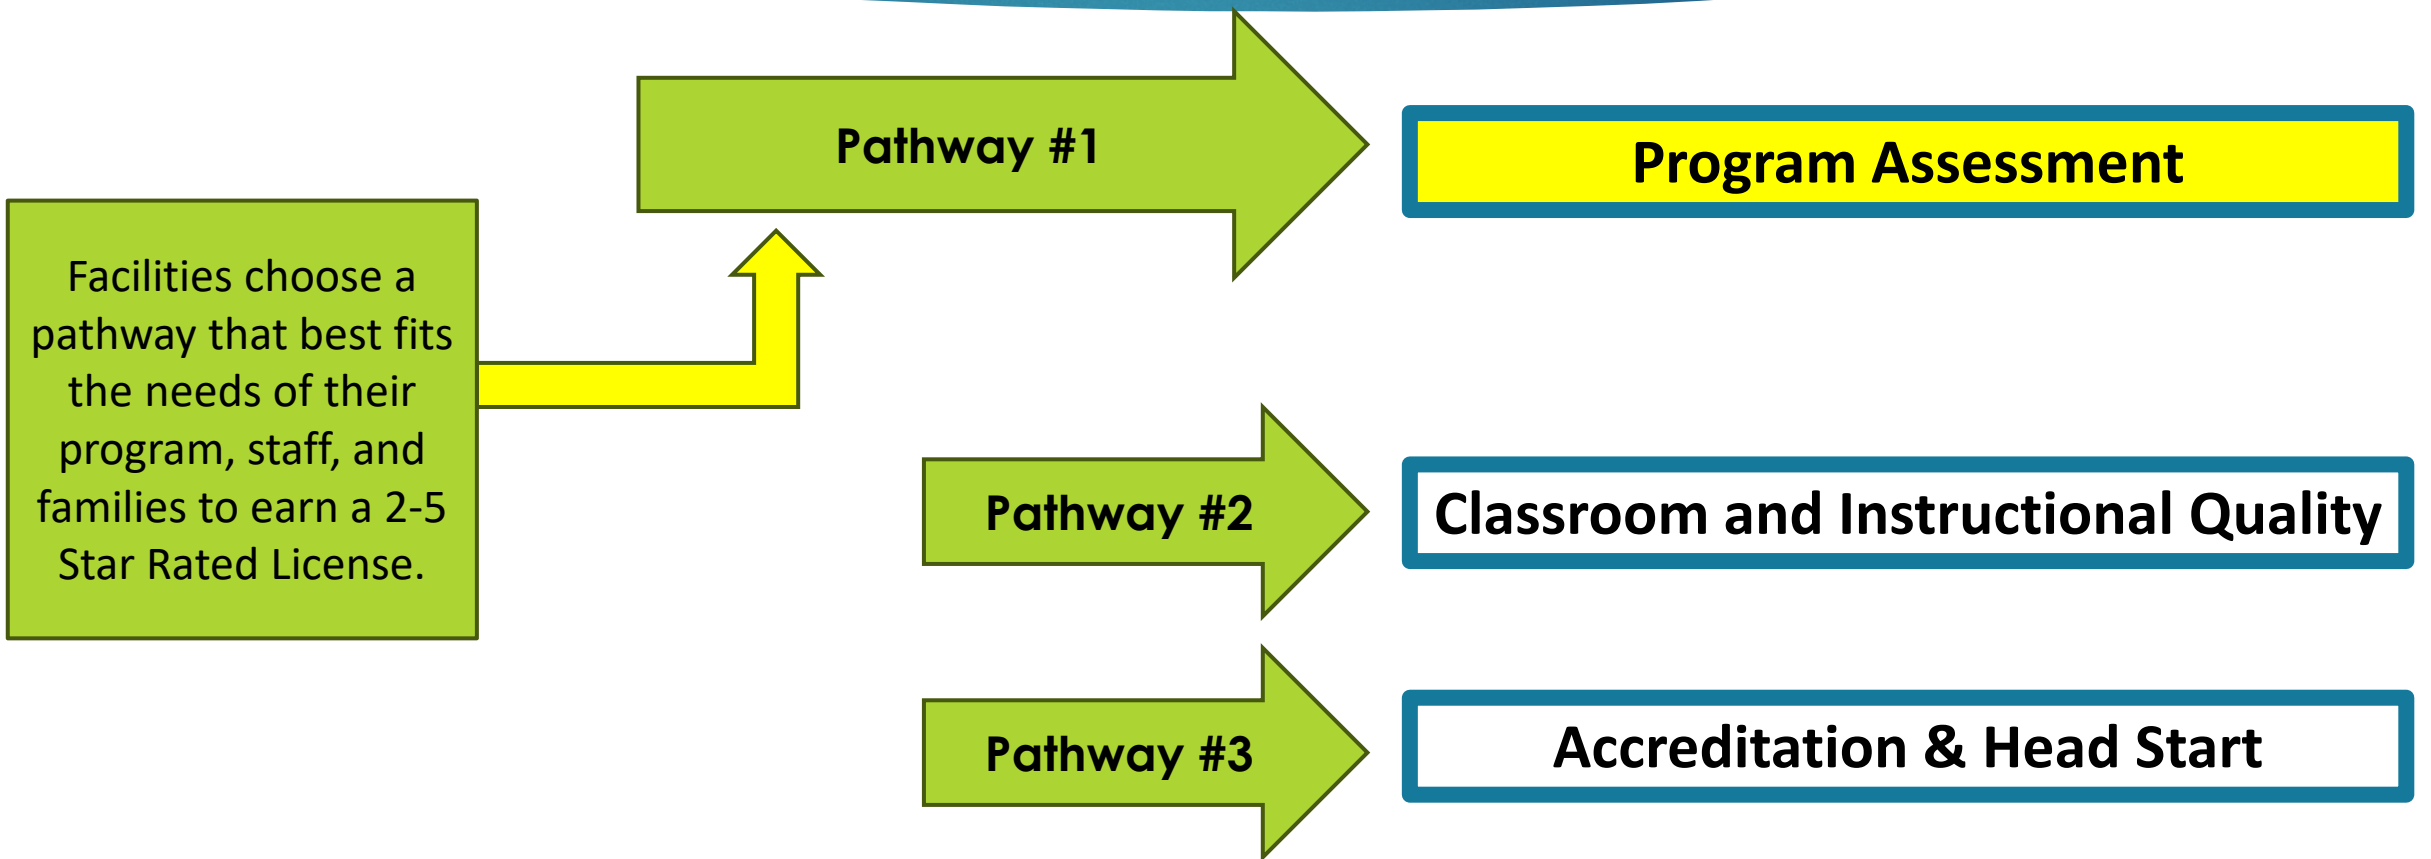 Facilities choose a
pathway that best fits
the needs of their
program, staff, and
families to earn a 2-5
Star Rated License.
Pathway #1
Program Assessment
Pathway #2
Classroom and Instructional Quality
Pathway #3
Accreditation & Head Start